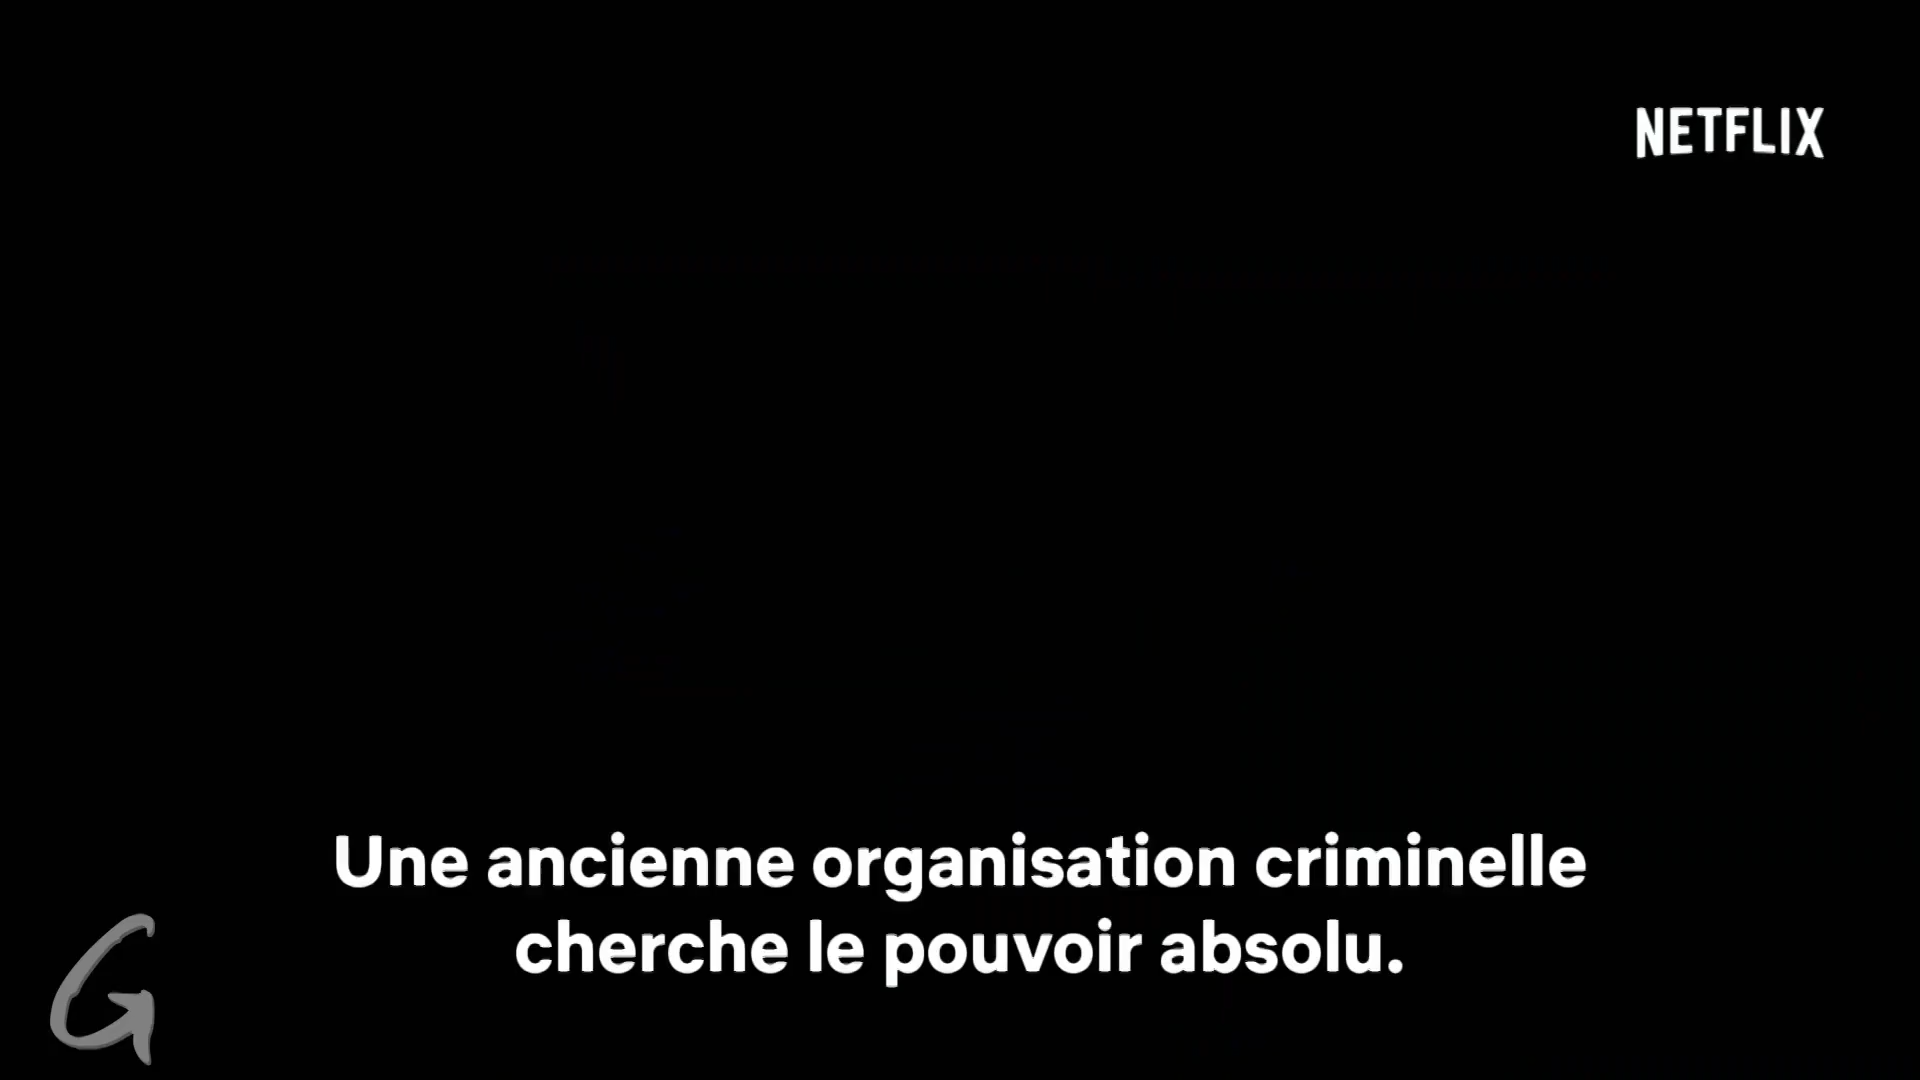 NETFLIX
Une ancienne organisation criminelle
cherche le pouvoir absolu.
G